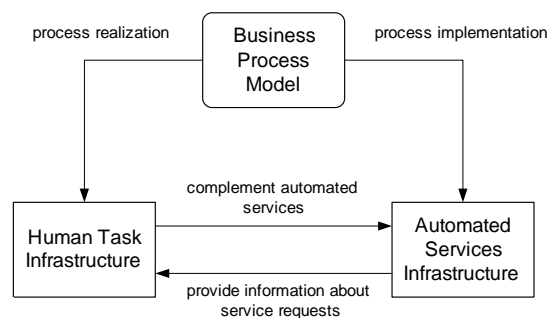 process realization
Business
Process
Model
process implementation
complement automated
services
Human Task
Infrastructure
Automated
Services
Infrastructure
provide information about
service requests